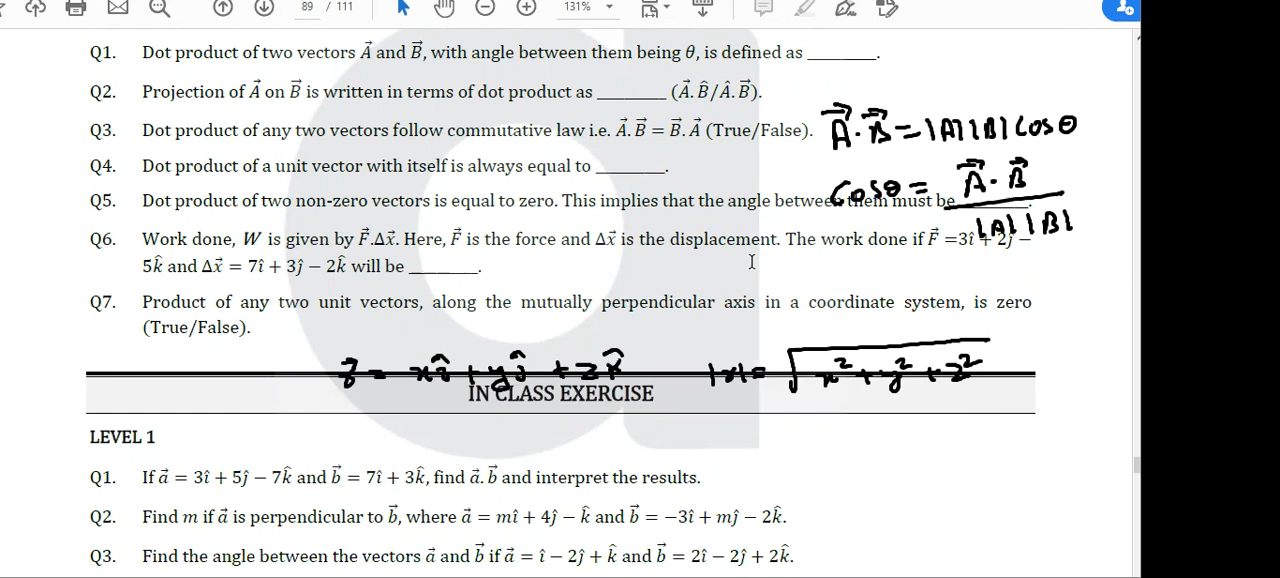 89 / 111
131%
Q1. Dot product of two vectors A⃗ and B⃗, with angle between them being θ, is defined as _______.
Q2. Projection of A⃗ on B⃗ is written in terms of dot product as _______ (A⃗.B̂/Â.B⃗).
Q3. Dot product of any two vectors follow commutative law i.e. A⃗.B⃗ = B⃗.A⃗ (True/False).
A⃗ · B⃗ = |A||B| cosθ
Q4. Dot product of a unit vector with itself is always equal to _______.
cosθ = A⃗ · B⃗ / |A||B|
Q5. Dot product of two non-zero vectors is equal to zero. This implies that the angle between them must be _______.
Q6. Work done, W is given by F⃗.Δx⃗. Here, F⃗ is the force and Δx⃗ is the displacement. The work done if F⃗ =3î + 2ĵ −
5k̂ and Δx⃗ = 7î + 3ĵ − 2k̂ will be _______.
Q7. Product of any two unit vectors, along the mutually perpendicular axis in a coordinate system, is zero
(True/False).
= xî + yĵ + zk̂ = √x² + y² + z²
IN CLASS EXERCISE
LEVEL 1
Q1. If a⃗ = 3î + 5ĵ − 7k̂ and b⃗ = 7î + 3k̂, find a⃗.b⃗ and interpret the results.
Q2. Find m if a⃗ is perpendicular to b⃗, where a⃗ = mî + 4ĵ − k̂ and b⃗ = −3î + mĵ − 2k̂.
Q3. Find the angle between the vectors a⃗ and b⃗ if a⃗ = î − 2ĵ + k̂ and b⃗ = 2î − 2ĵ + 2k̂.